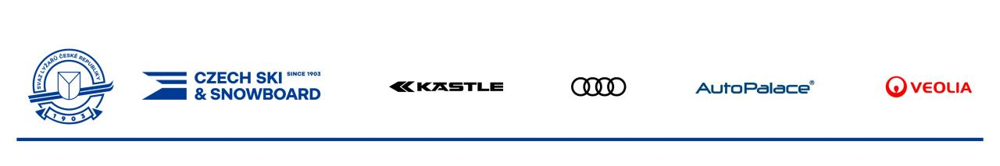 SVAZ LYŽAŘŮ ČESKÉ REPUBLIKY
1903
CZECH SKI SINCE 1903
& SNOWBOARD
KÄSTLE
AutoPalace®
VEOLIA